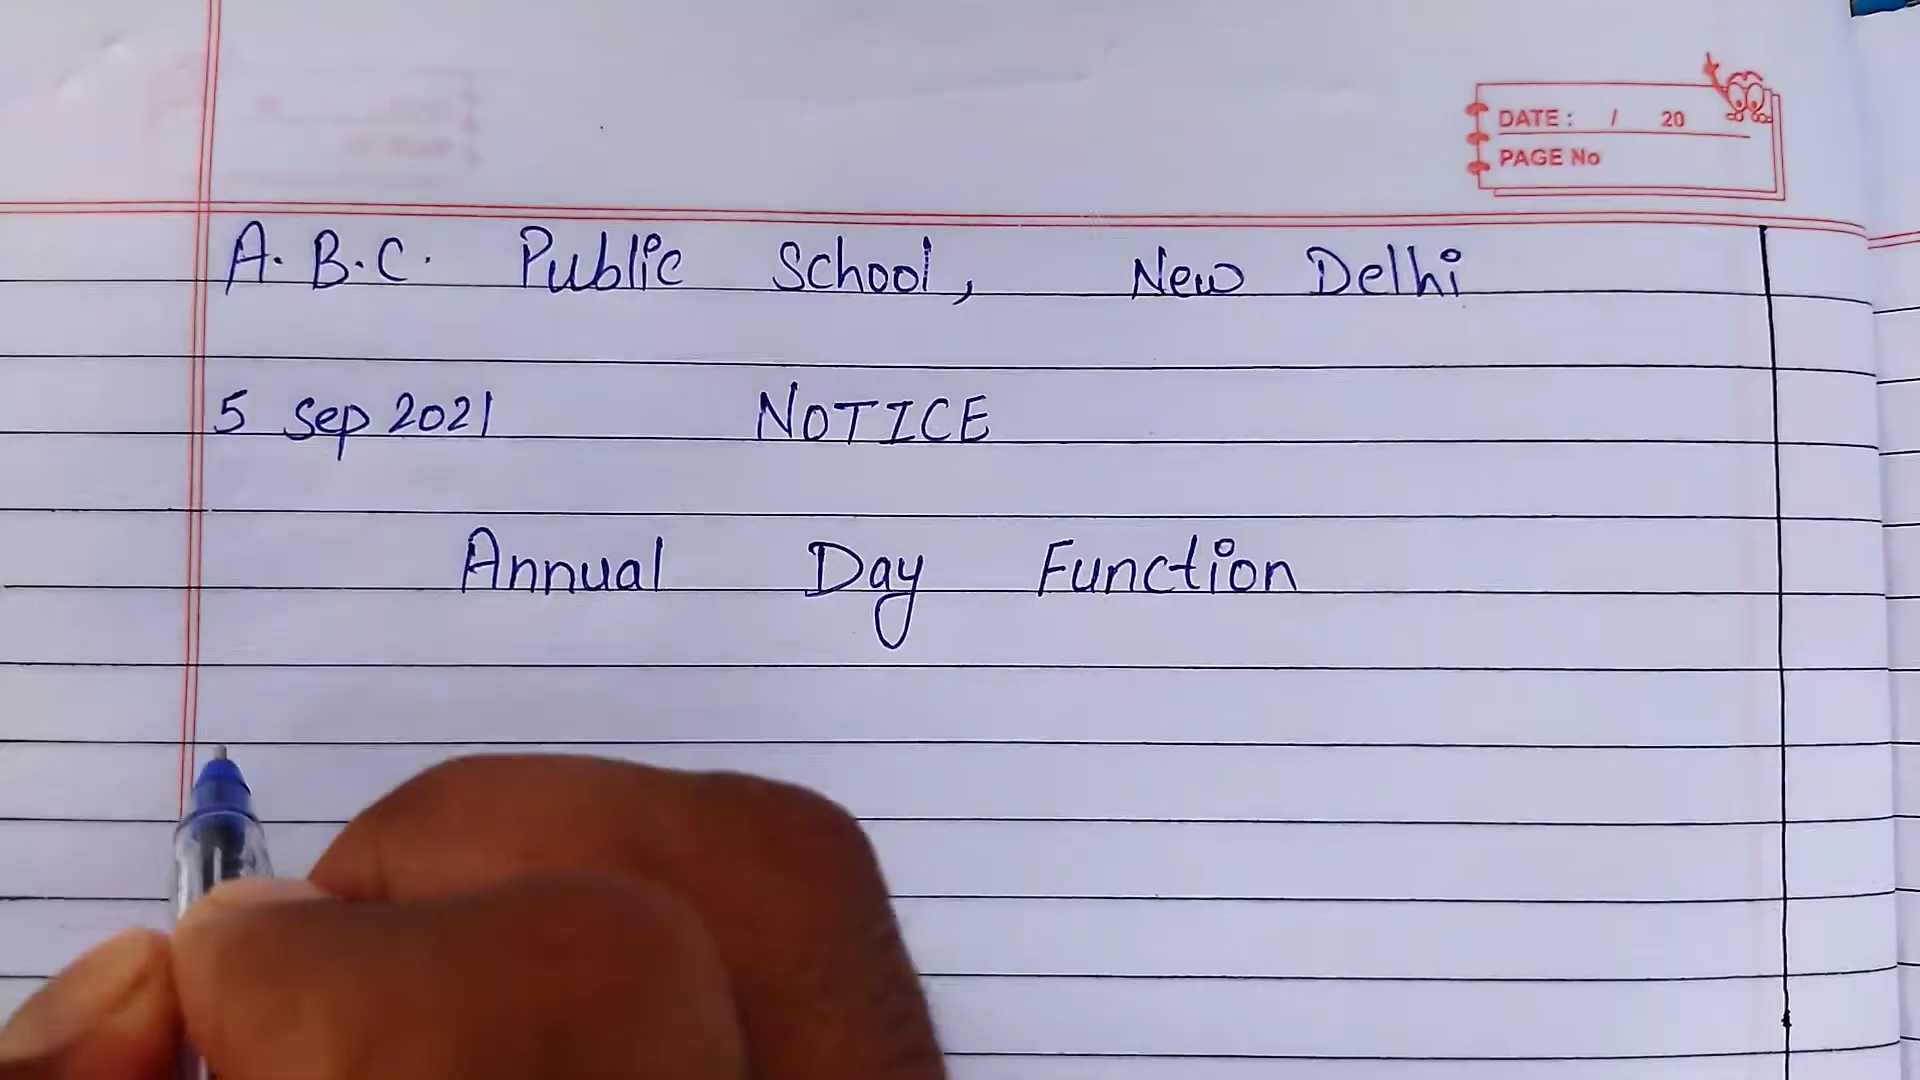 DATE : / 20
PAGE No
A. B. C. Public School, New Delhi
5 Sep 2021 NOTICE
Annual Day Function